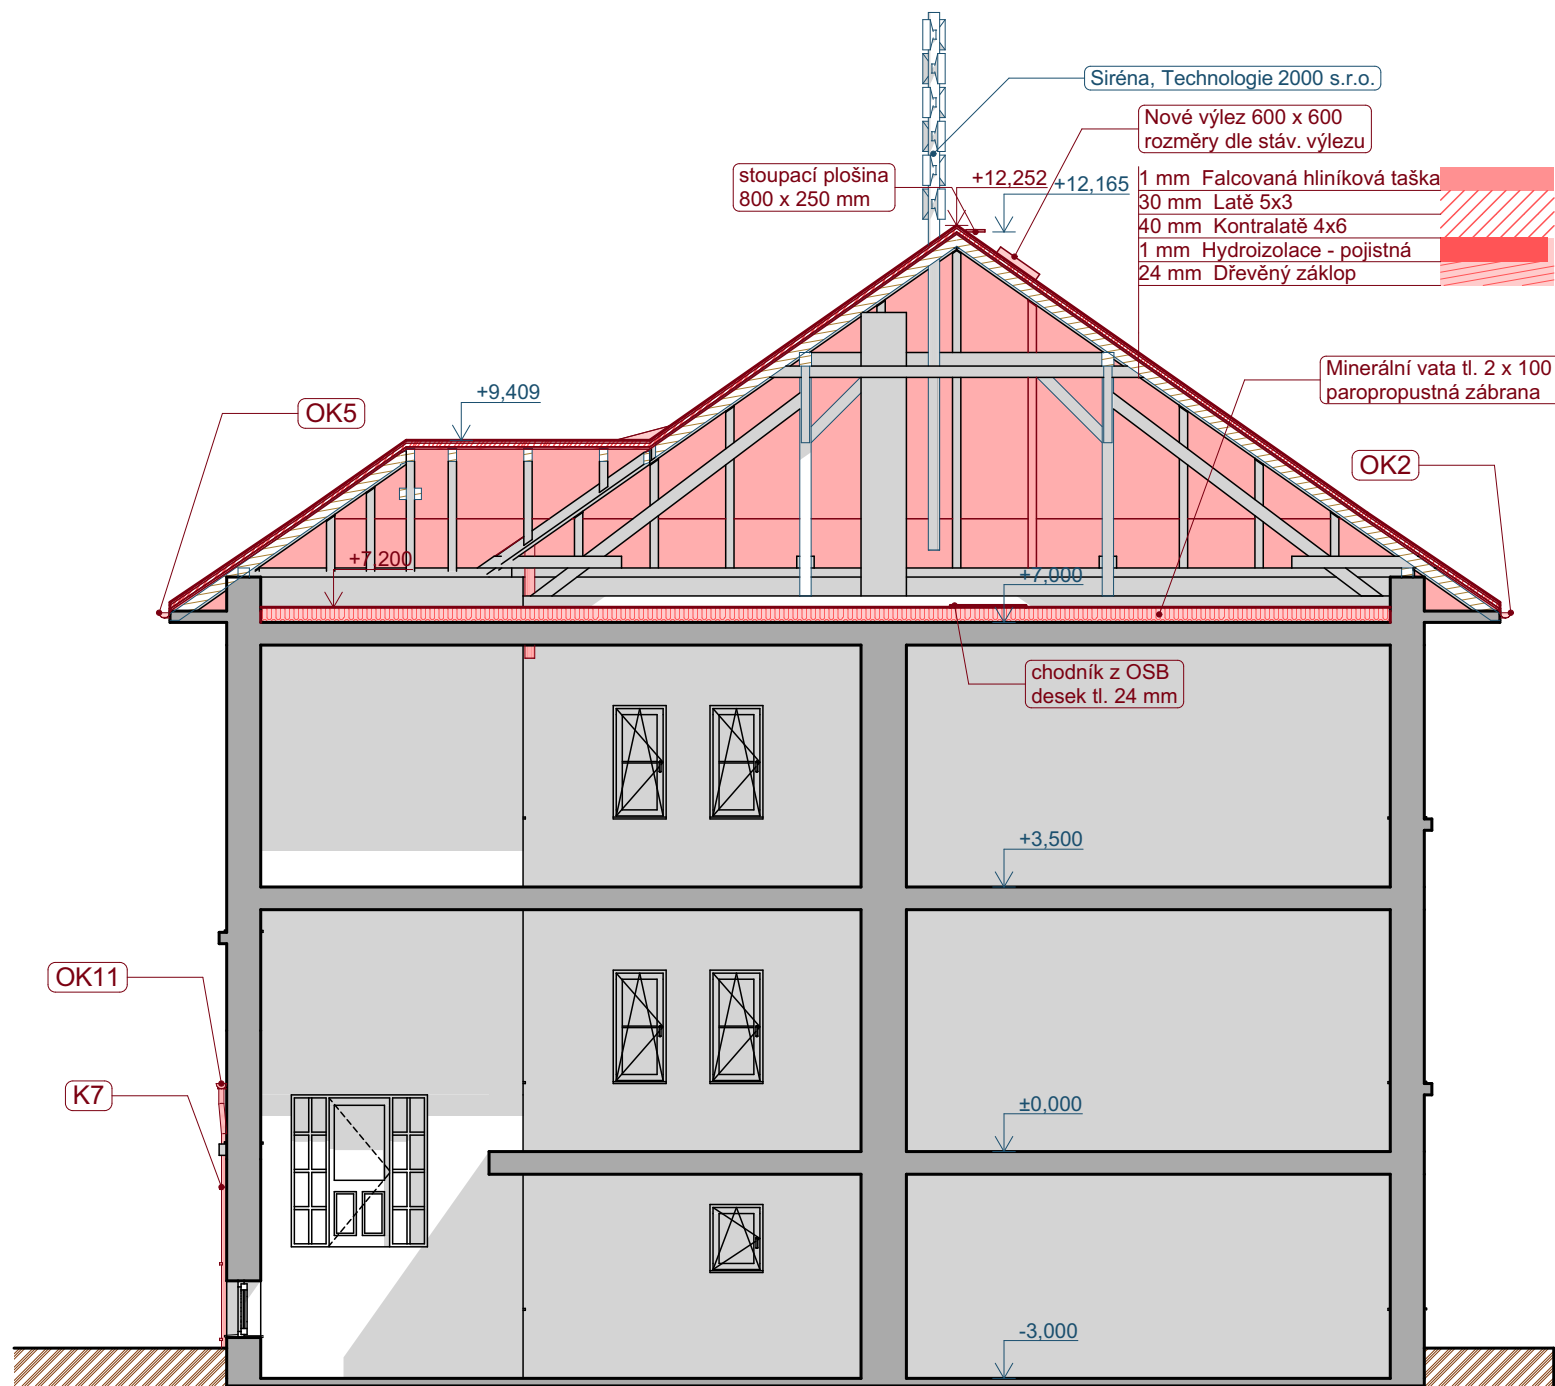 Siréna, Technologie 2000 s.r.o.
Nové výlez 600 x 600
rozměry dle stáv. výlezu
stoupací plošina
800 x 250 mm
+12,252
+12,165
1 mm Falcovaná hliníková taška
30 mm Latě 5x3
40 mm Kontralatě 4x6
1 mm Hydroizolace - pojistná
24 mm Dřevěný záklop
Minerální vata tl. 2 x 100
paropropustná zábrana
+9,409
OK5
OK2
+7,200
+7,000
chodník z OSB
desek tl. 24 mm
+3,500
OK11
K7
±0,000
-3,000